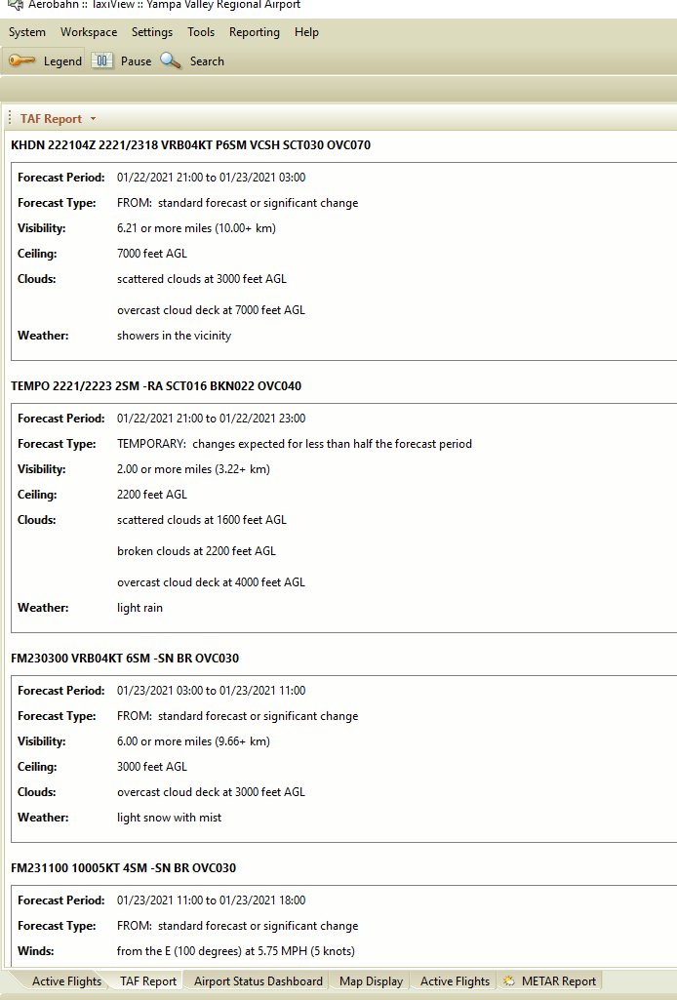 Aerobahn :: TaxiView :: Yampa Valley Regional Airport
System Workspace Settings Tools Reporting Help
Legend Pause Search
TAF Report
KHDN 222104Z 2221/2318 VRB04KT P6SM VCSH SCT030 OVC070
Forecast Period: 01/22/2021 21:00 to 01/23/2021 03:00
Forecast Type: FROM: standard forecast or significant change
Visibility: 6.21 or more miles (10.00+ km)
Ceiling: 7000 feet AGL
Clouds: scattered clouds at 3000 feet AGL
overcast cloud deck at 7000 feet AGL
Weather: showers in the vicinity
TEMPO 2221/2223 2SM -RA SCT016 BKN022 OVC040
Forecast Period: 01/22/2021 21:00 to 01/22/2021 23:00
Forecast Type: TEMPORARY: changes expected for less than half the forecast period
Visibility: 2.00 or more miles (3.22+ km)
Ceiling: 2200 feet AGL
Clouds: scattered clouds at 1600 feet AGL
broken clouds at 2200 feet AGL
overcast cloud deck at 4000 feet AGL
Weather: light rain
FM230300 VRB04KT 6SM -SN BR OVC030
Forecast Period: 01/23/2021 03:00 to 01/23/2021 11:00
Forecast Type: FROM: standard forecast or significant change
Visibility: 6.00 or more miles (9.66+ km)
Ceiling: 3000 feet AGL
Clouds: overcast cloud deck at 3000 feet AGL
Weather: light snow with mist
FM231100 10005KT 4SM -SN BR OVC030
Forecast Period: 01/23/2021 11:00 to 01/23/2021 18:00
Forecast Type: FROM: standard forecast or significant change
Winds: from the E (100 degrees) at 5.75 MPH (5 knots)
Active Flights TAF Report Airport Status Dashboard Map Display Active Flights METAR Report